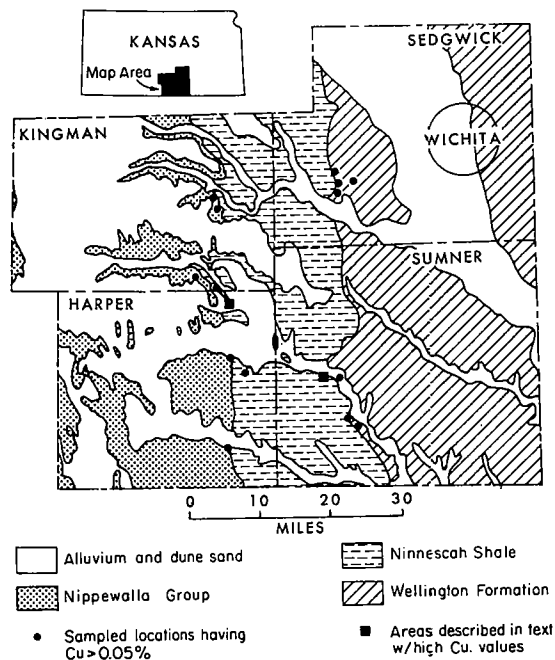 KANSAS
Map Area
SEDGWICK
KINGMAN
WICHITA
SUMNER
HARPER
0 10 20 30
MILES
Alluvium and dune sand
Ninnescah Shale
Nippewalla Group
Wellington Formation
Sampled locations having
Cu > 0.05%
Areas described in text
w/high Cu. values